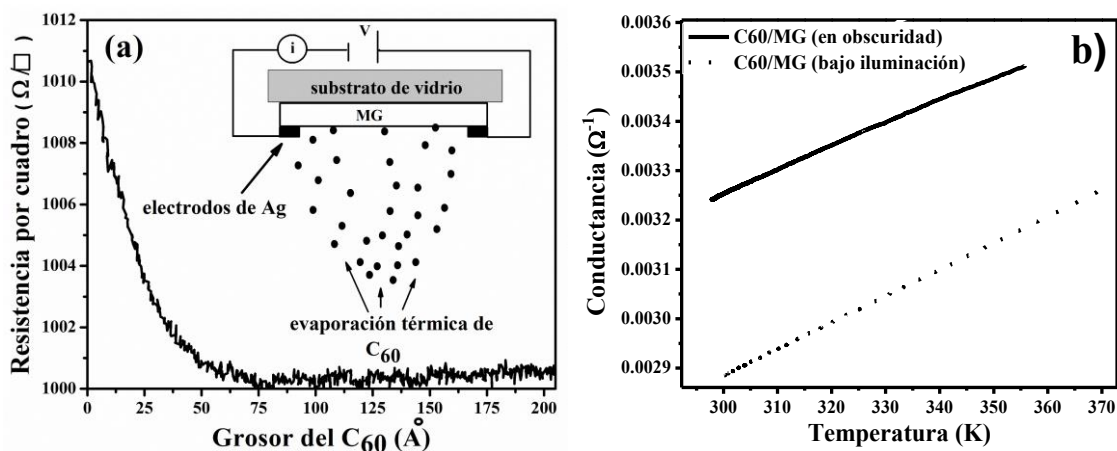 (a)
1012
1010
1008
1006
1004
1002
1000
Resistencia por cuadro (Ω/□)
0 25 50 75 100 125 150 175 200
Grosor del C60 (Å)
i
V
substrato de vidrio
MG
electrodos de Ag
evaporación térmica de
C60
b)
C60/MG (en obscuridad)
C60/MG (bajo iluminación)
0.0036
0.0035
0.0034
0.0033
0.0032
0.0031
0.0030
0.0029
Conductancia (Ω-1)
300 310 320 330 340 350 360 370
Temperatura (K)